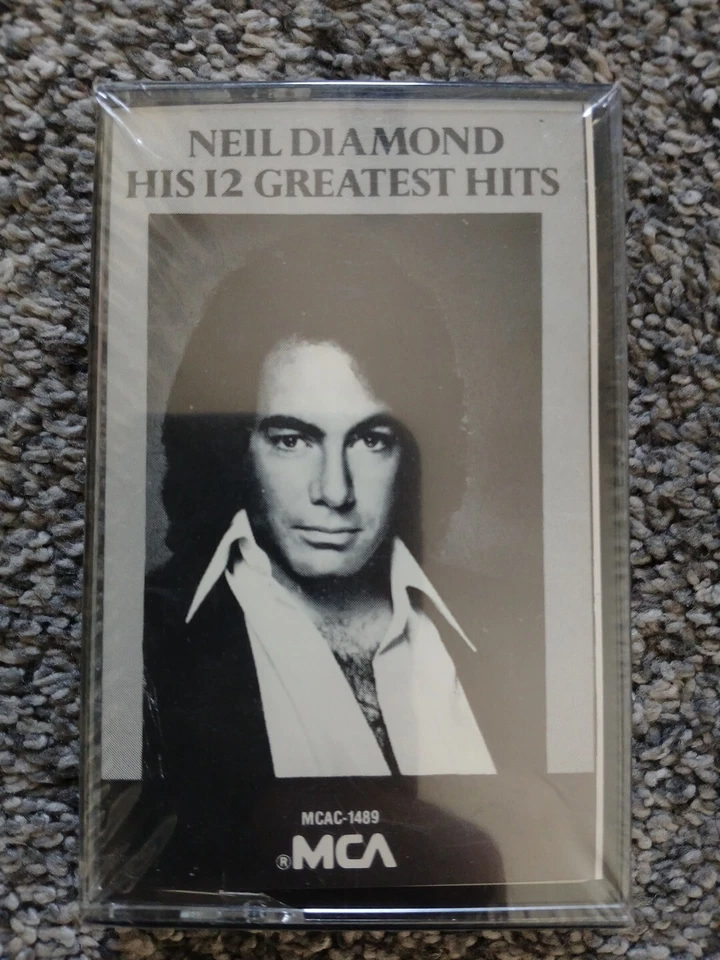 NEIL DIAMOND
HIS 12 GREATEST HITS
MCAC-1489
®MCA